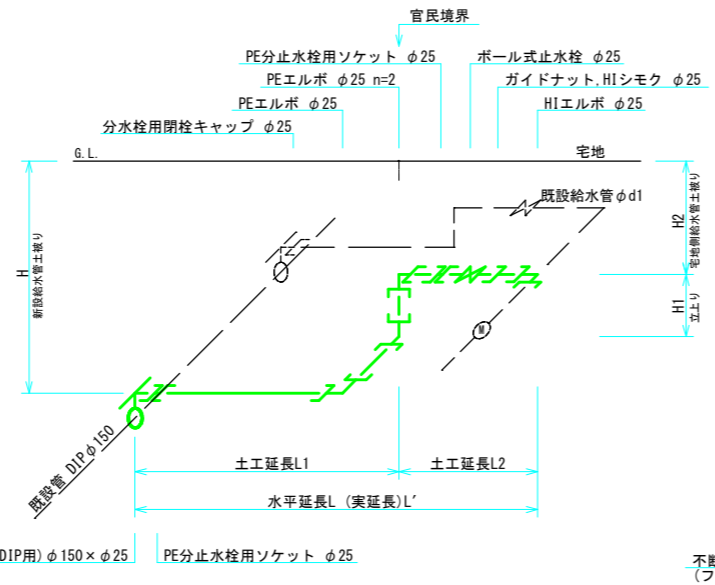 官民境界
PE分止水栓用ソケット φ25
ボール式止水栓 φ25
PEエルボ φ25 n=2
ガイドナット,HIシモク φ25
PEエルボ φ25
HIエルボ φ25
分水栓用閉栓キャップ φ25
G.L.
宅地
既設給水管φd1
H
新設給水管土被り
H2
宅地側給水管土被り
H1
立上り
M
既設管 DIPφ150
土工延長L1
土工延長L2
水平延長L (実延長)L′
DIP用)φ150×φ25
PE分止水栓用ソケット φ25
不断
(フ